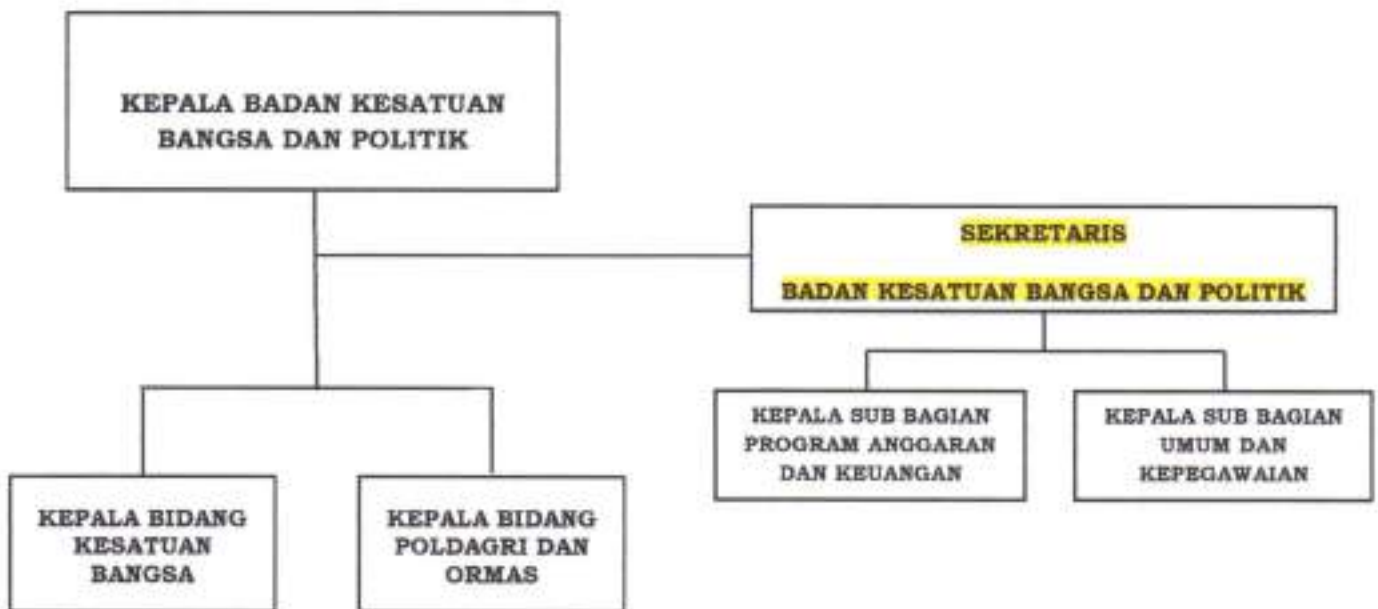 KEPALA BADAN KESATUAN
BANGSA DAN POLITIK
SEKRETARIS
BADAN KESATUAN BANGSA DAN POLITIK
KEPALA SUB BAGIAN
PROGRAM ANGGARAN
DAN KEUANGAN
KEPALA SUB BAGIAN
UMUM DAN
KEPEGAWAIAN
KEPALA BIDANG
KESATUAN
BANGSA
KEPALA BIDANG
POLDAGRI DAN
ORMAS